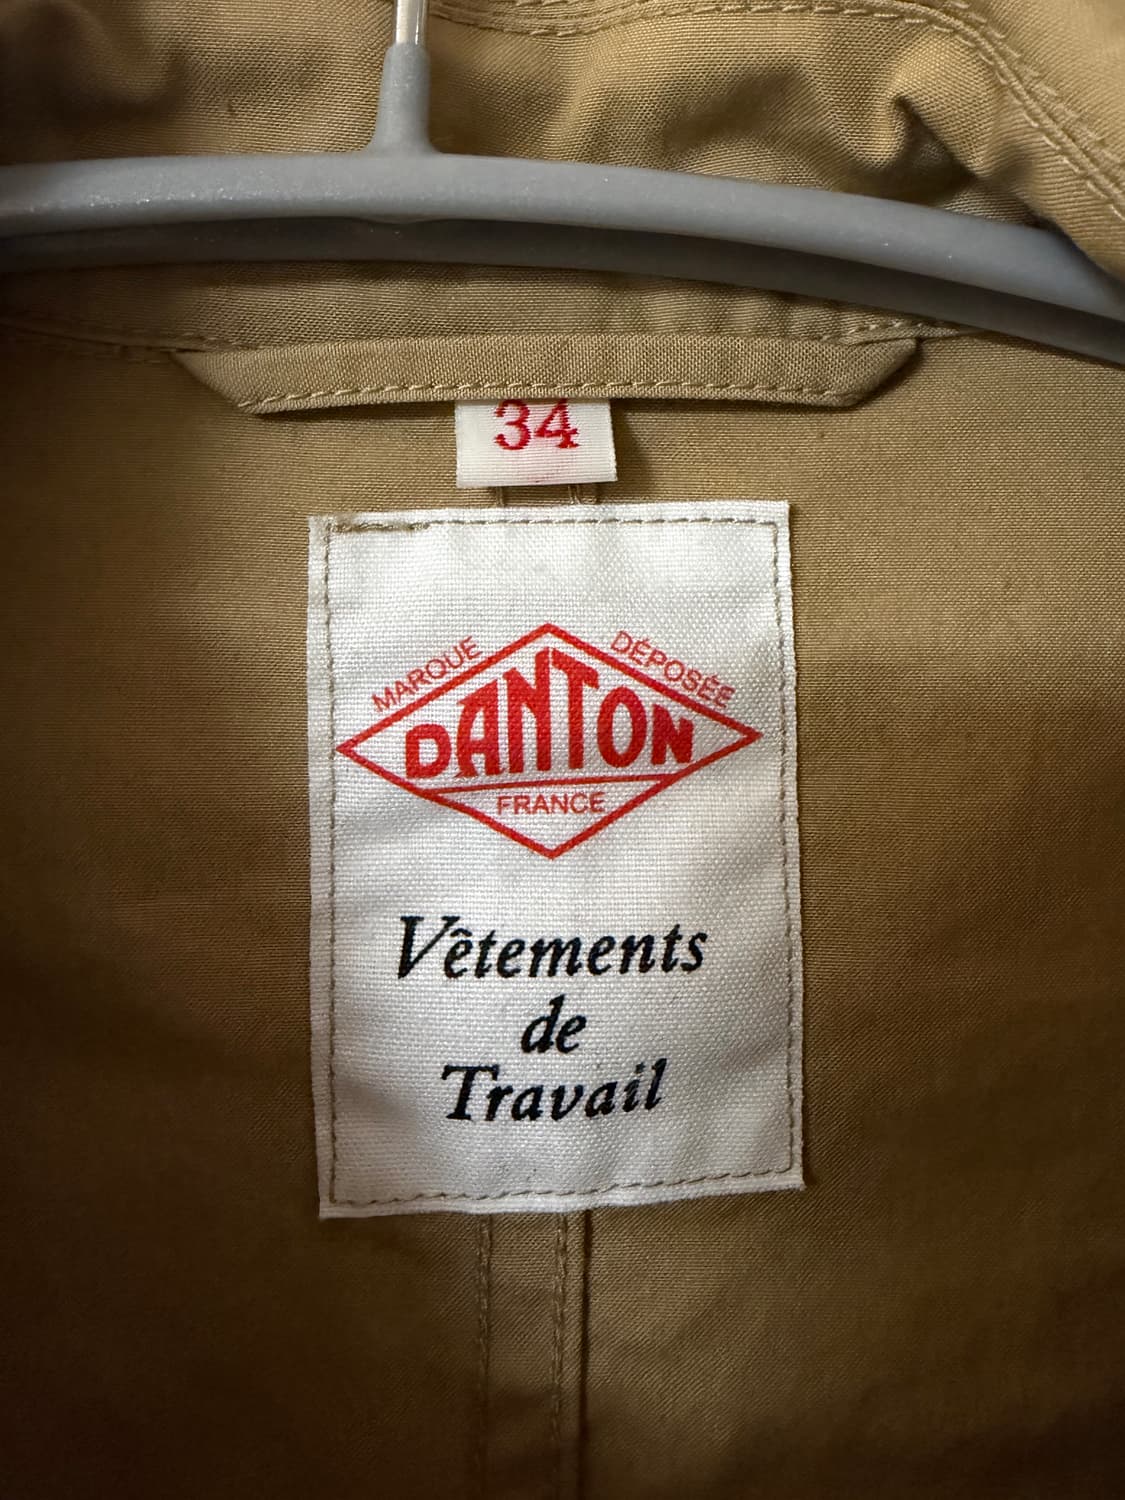 34
MARQUE DÉPOSÉE
DANTON
FRANCE
Vêtements
de
Travail